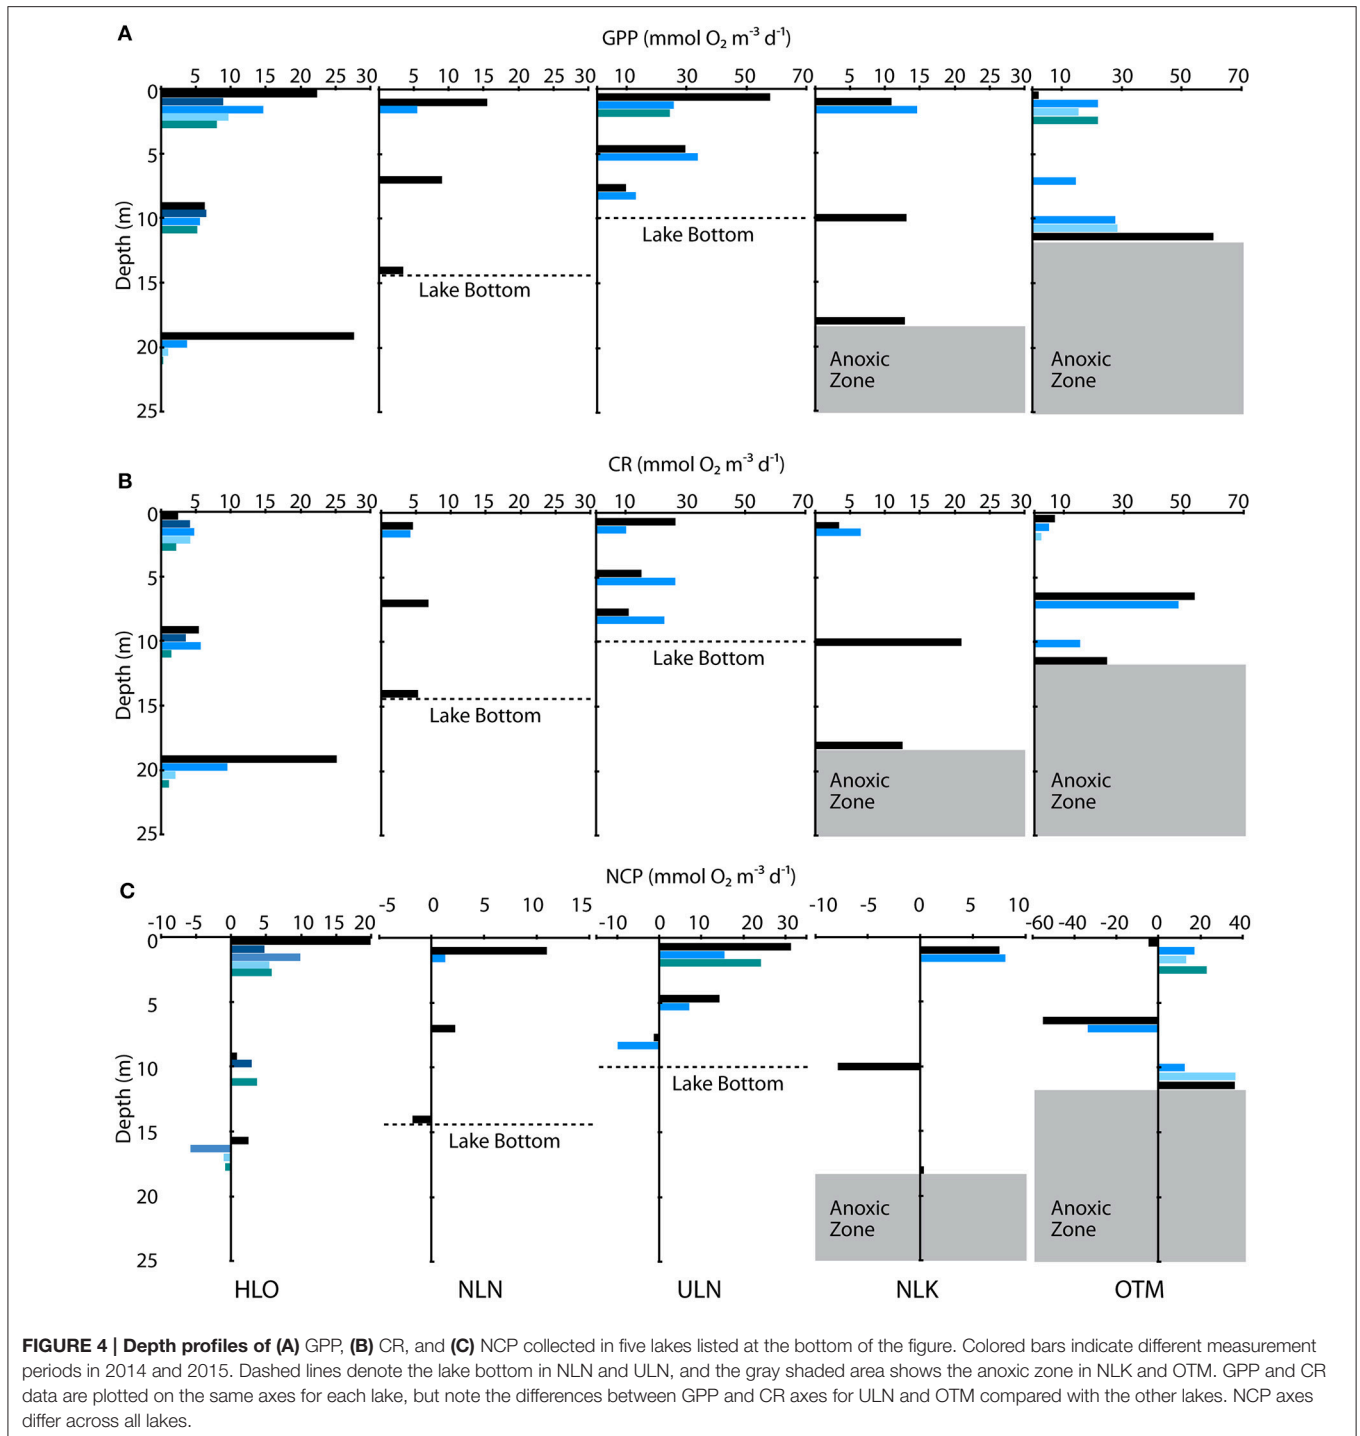 A
GPP (mmol O₂ m⁻³ d⁻¹)
5 10 15 20 25 30 5 10 15 20 25 30 10 30 50 70 5 10 15 20 25 30 10 30 50 70
0
5
10
15
20
25
Depth (m)
Lake Bottom
Lake Bottom
Anoxic
Zone
Anoxic
Zone
B
CR (mmol O₂ m⁻³ d⁻¹)
5 10 15 20 25 30 5 10 15 20 25 30 10 30 50 70 5 10 15 20 25 30 10 30 50 70
0
5
10
15
20
25
Depth (m)
Lake Bottom
Lake Bottom
Anoxic
Zone
Anoxic
Zone
C
NCP (mmol O₂ m⁻³ d⁻¹)
-10 -5 0 5 10 15 20 -5 0 5 10 15 -10 0 10 20 30 -10 -5 0 5 10 -60 -40 -20 0 20 40
0
5
10
15
20
25
Depth (m)
Lake Bottom
Lake Bottom
Anoxic
Zone
Anoxic
Zone
HLO NLN ULN NLK OTM
FIGURE 4 | Depth profiles of (A) GPP, (B) CR, and (C) NCP collected in five lakes listed at the bottom of the figure. Colored bars indicate different measurement
periods in 2014 and 2015. Dashed lines denote the lake bottom in NLN and ULN, and the gray shaded area shows the anoxic zone in NLK and OTM. GPP and CR
data are plotted on the same axes for each lake, but note the differences between GPP and CR axes for ULN and OTM compared with the other lakes. NCP axes
differ across all lakes.